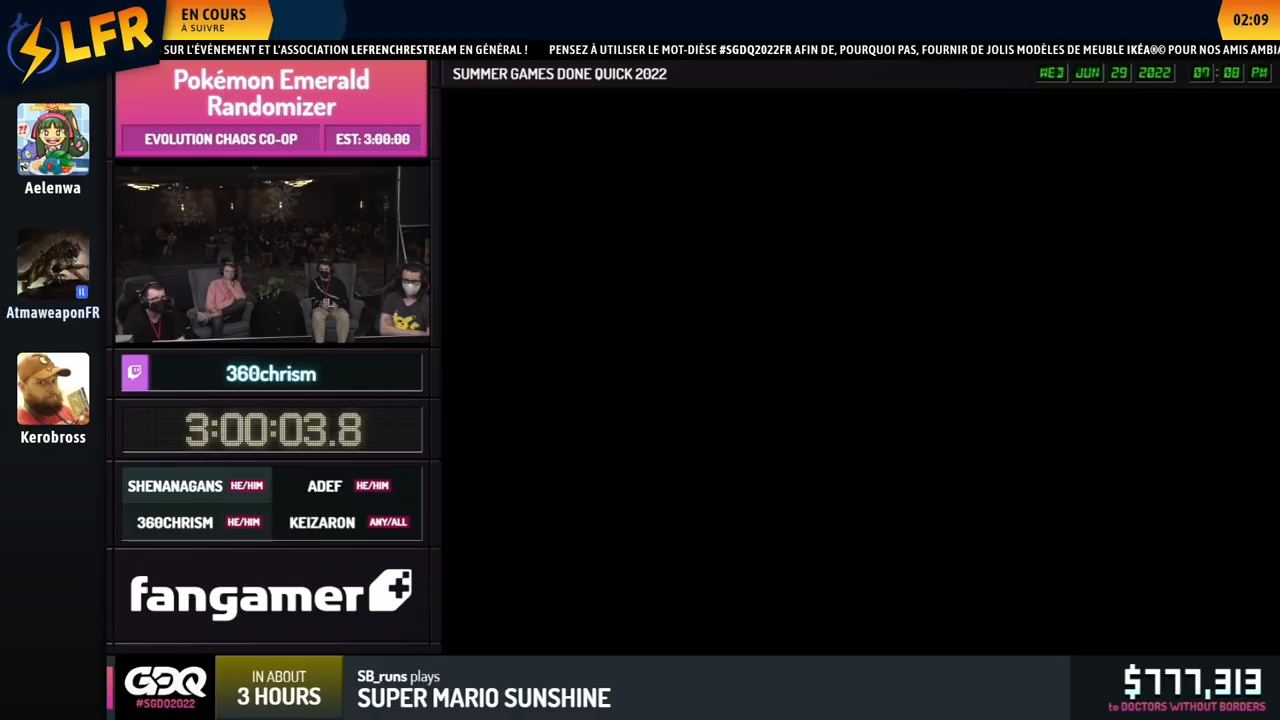 LFR
EN COURS
À SUIVRE
02:09
SUR L'ÉVÉNEMENT ET L'ASSOCIATION LEFRENCHRESTREAM EN GÉNÉRAL ! PENSEZ À UTILISER LE MOT-DIÈSE #SGDQ2022FR AFIN DE, POURQUOI PAS, FOURNIR DE JOLIS MODÈLES DE MEUBLE IKÉA®© POUR NOS AMIS AMBIA
Pokémon Emerald
Randomizer
EVOLUTION CHAOS CO-OP
EST: 3:00:00
SUMMER GAMES DONE QUICK 2022
WED JUN 29 2022 07:08 PM
Aelenwa
AtmaweaponFR
Kerobross
360chrism
3:00:03.8
SHENANAGANS HE/HIM
ADEF HE/HIM
360CHRISM HE/HIM
KEIZARON ANY/ALL
fangamer
GDQ
#SGDQ2022
IN ABOUT
3 HOURS
SB_runs plays
SUPER MARIO SUNSHINE
$777,313
to DOCTORS WITHOUT BORDERS